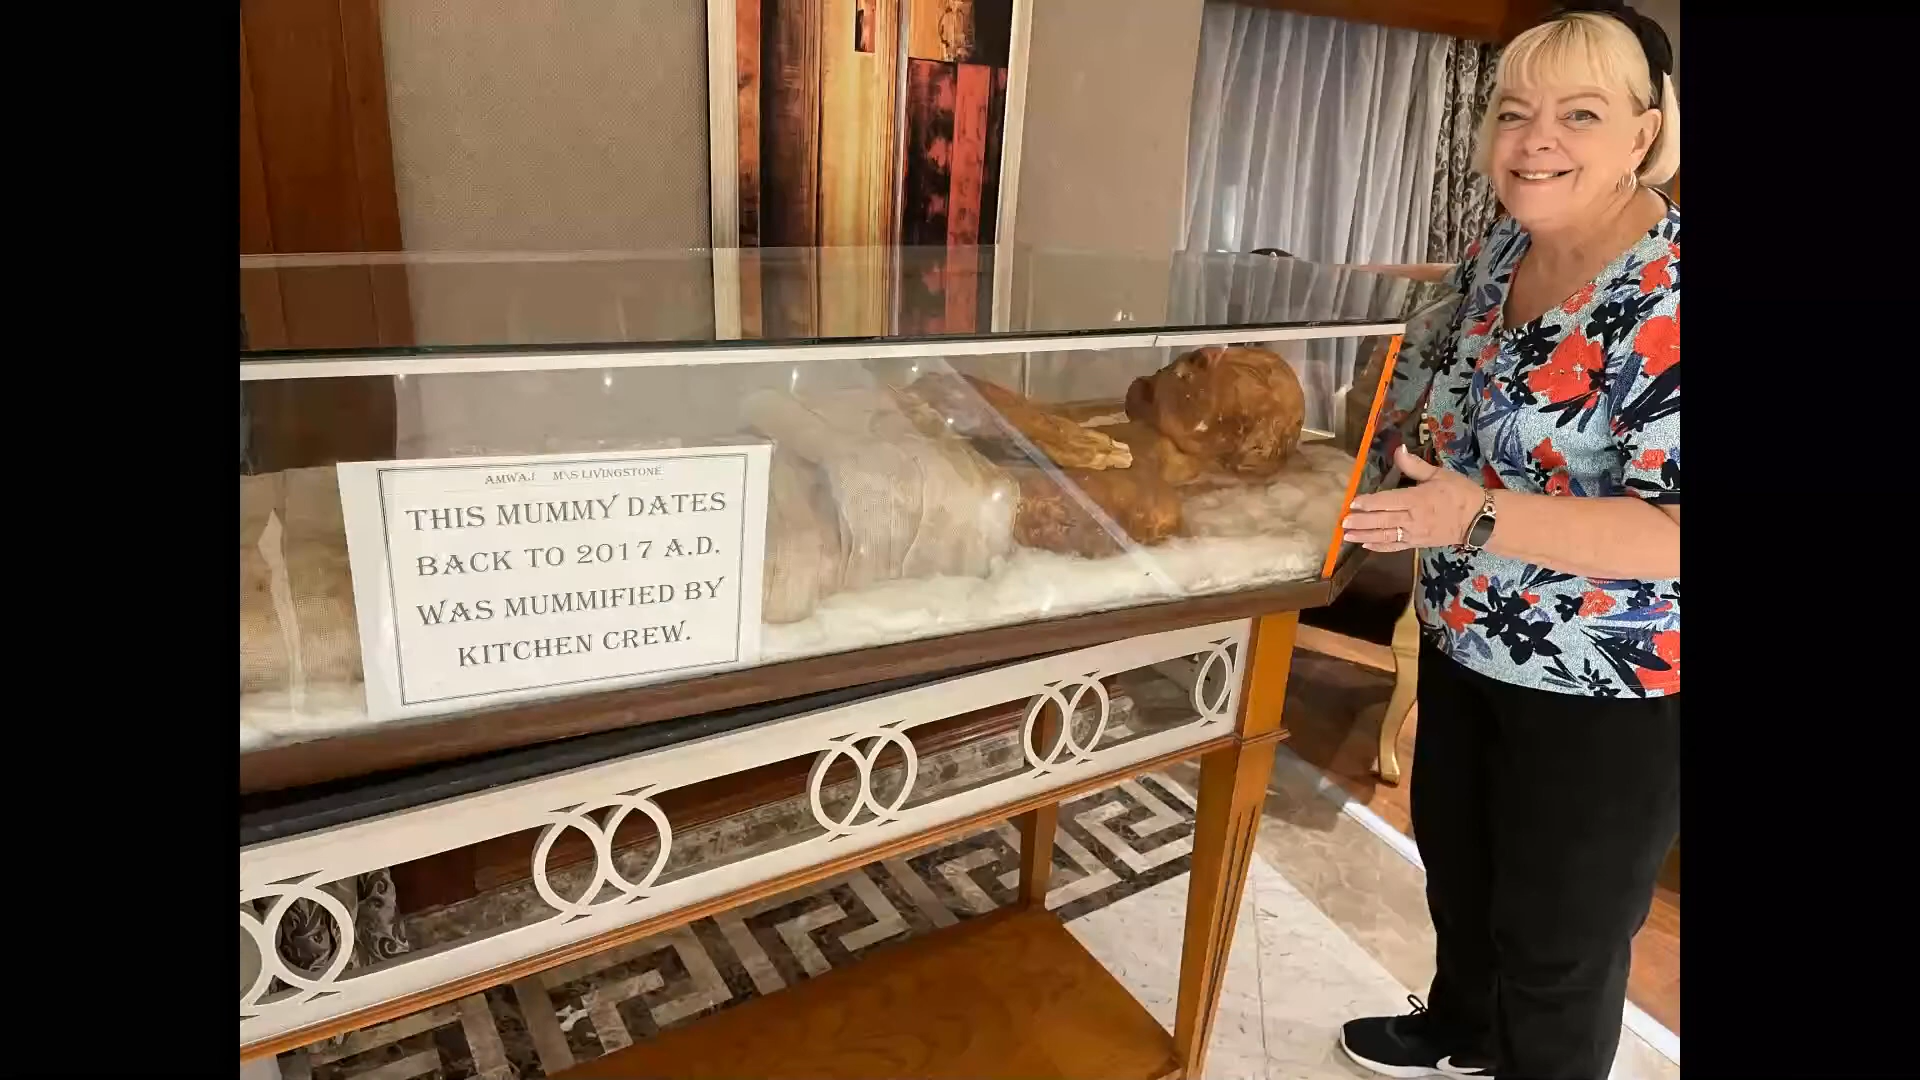 AMWAJ M\S LIVINGSTONE
THIS MUMMY DATES
BACK TO 2017 A.D.
WAS MUMMIFIED BY
KITCHEN CREW.